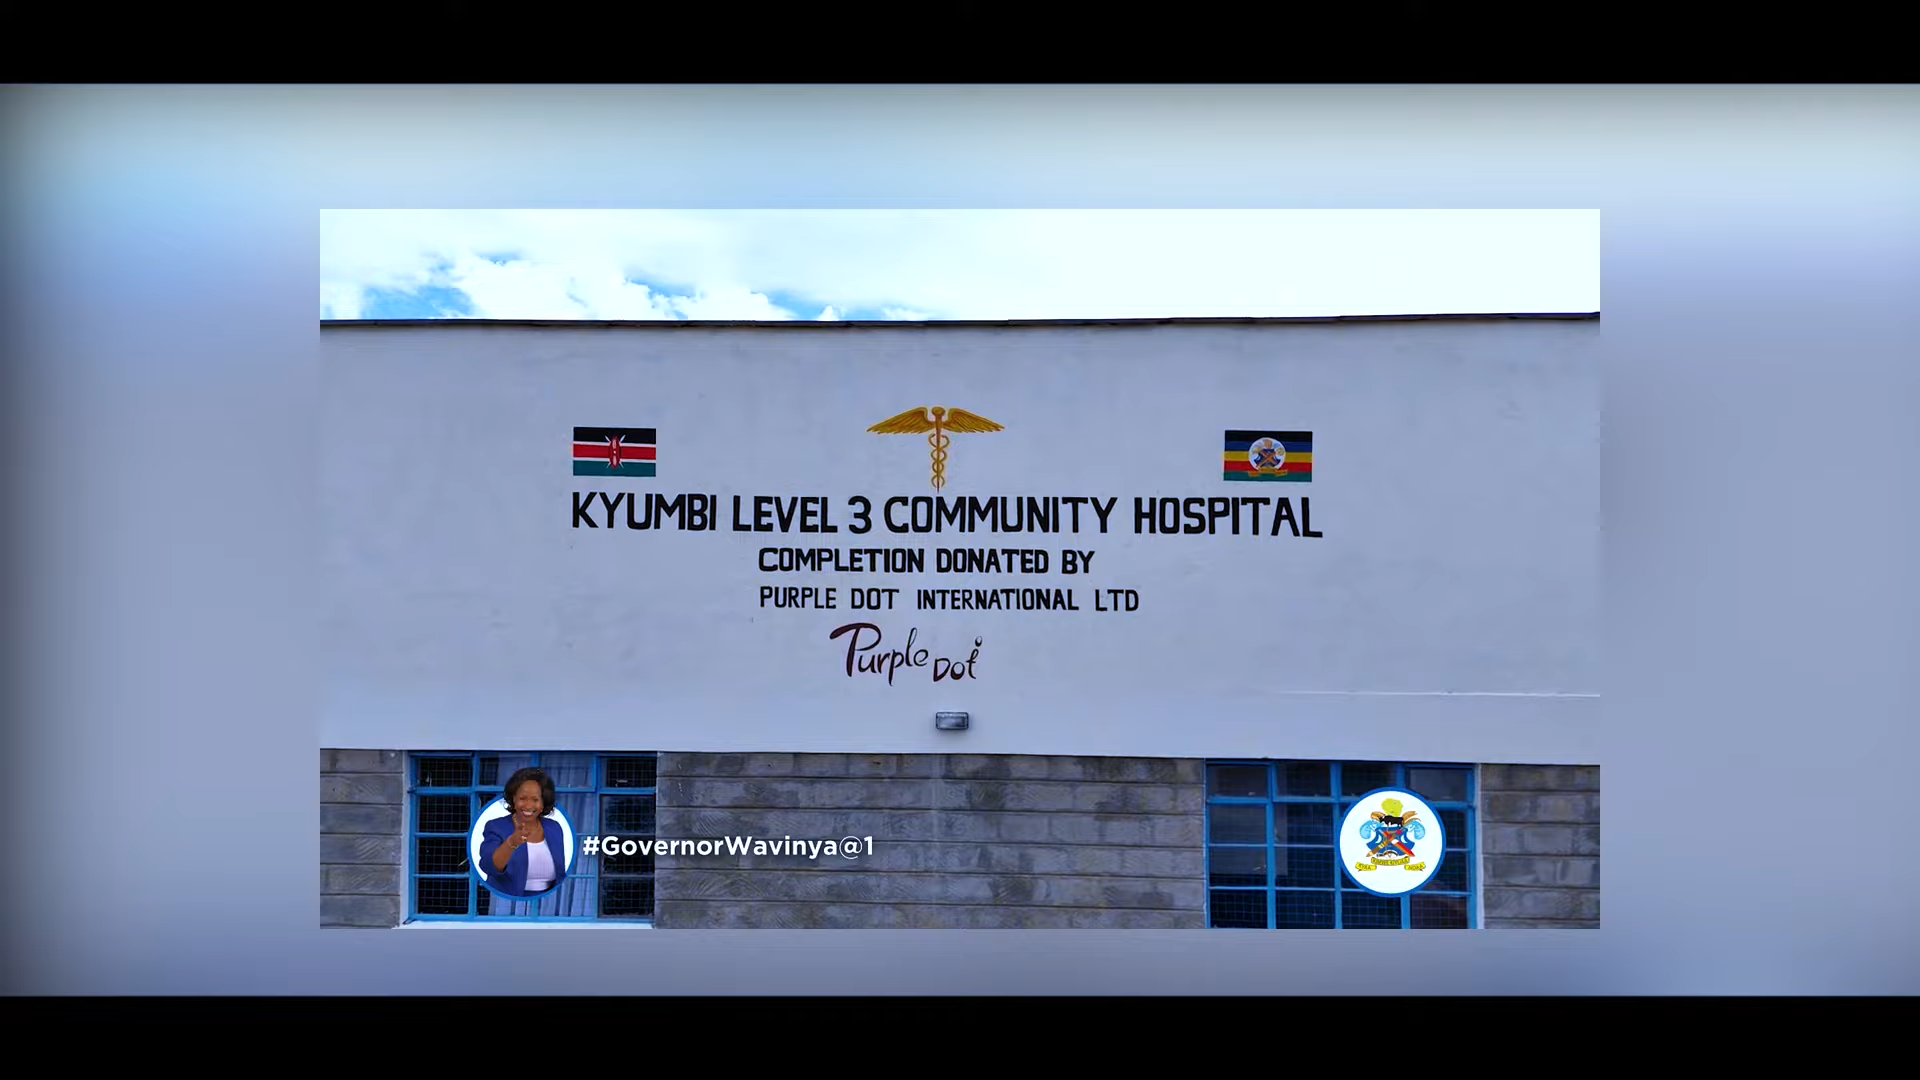 KYUMBI LEVEL 3 COMMUNITY HOSPITAL
COMPLETION DONATED BY
PURPLE DOT INTERNATIONAL LTD
Purple Dot
#GovernorWavinya@1